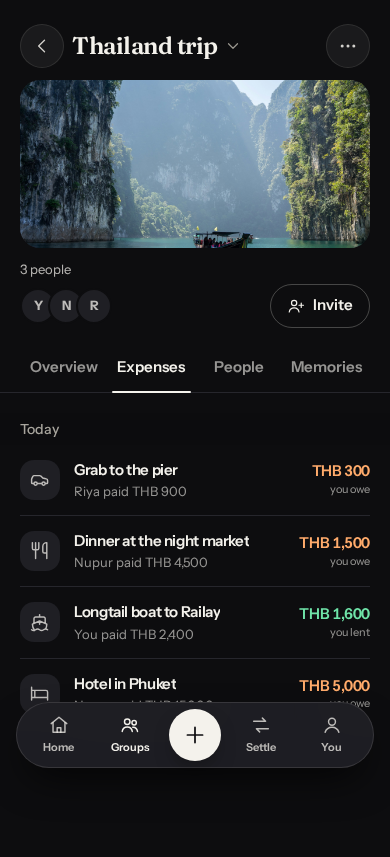 Thailand trip
3 people
Y N R
Invite
Overview Expenses People Memories
Today
Grab to the pier THB 300
Riya paid THB 900 you owe
Dinner at the night market THB 1,500
Nupur paid THB 4,500 you owe
Longtail boat to Railay THB 1,600
You paid THB 2,400 you lent
Hotel in Phuket THB 5,000
Home Groups Settle You